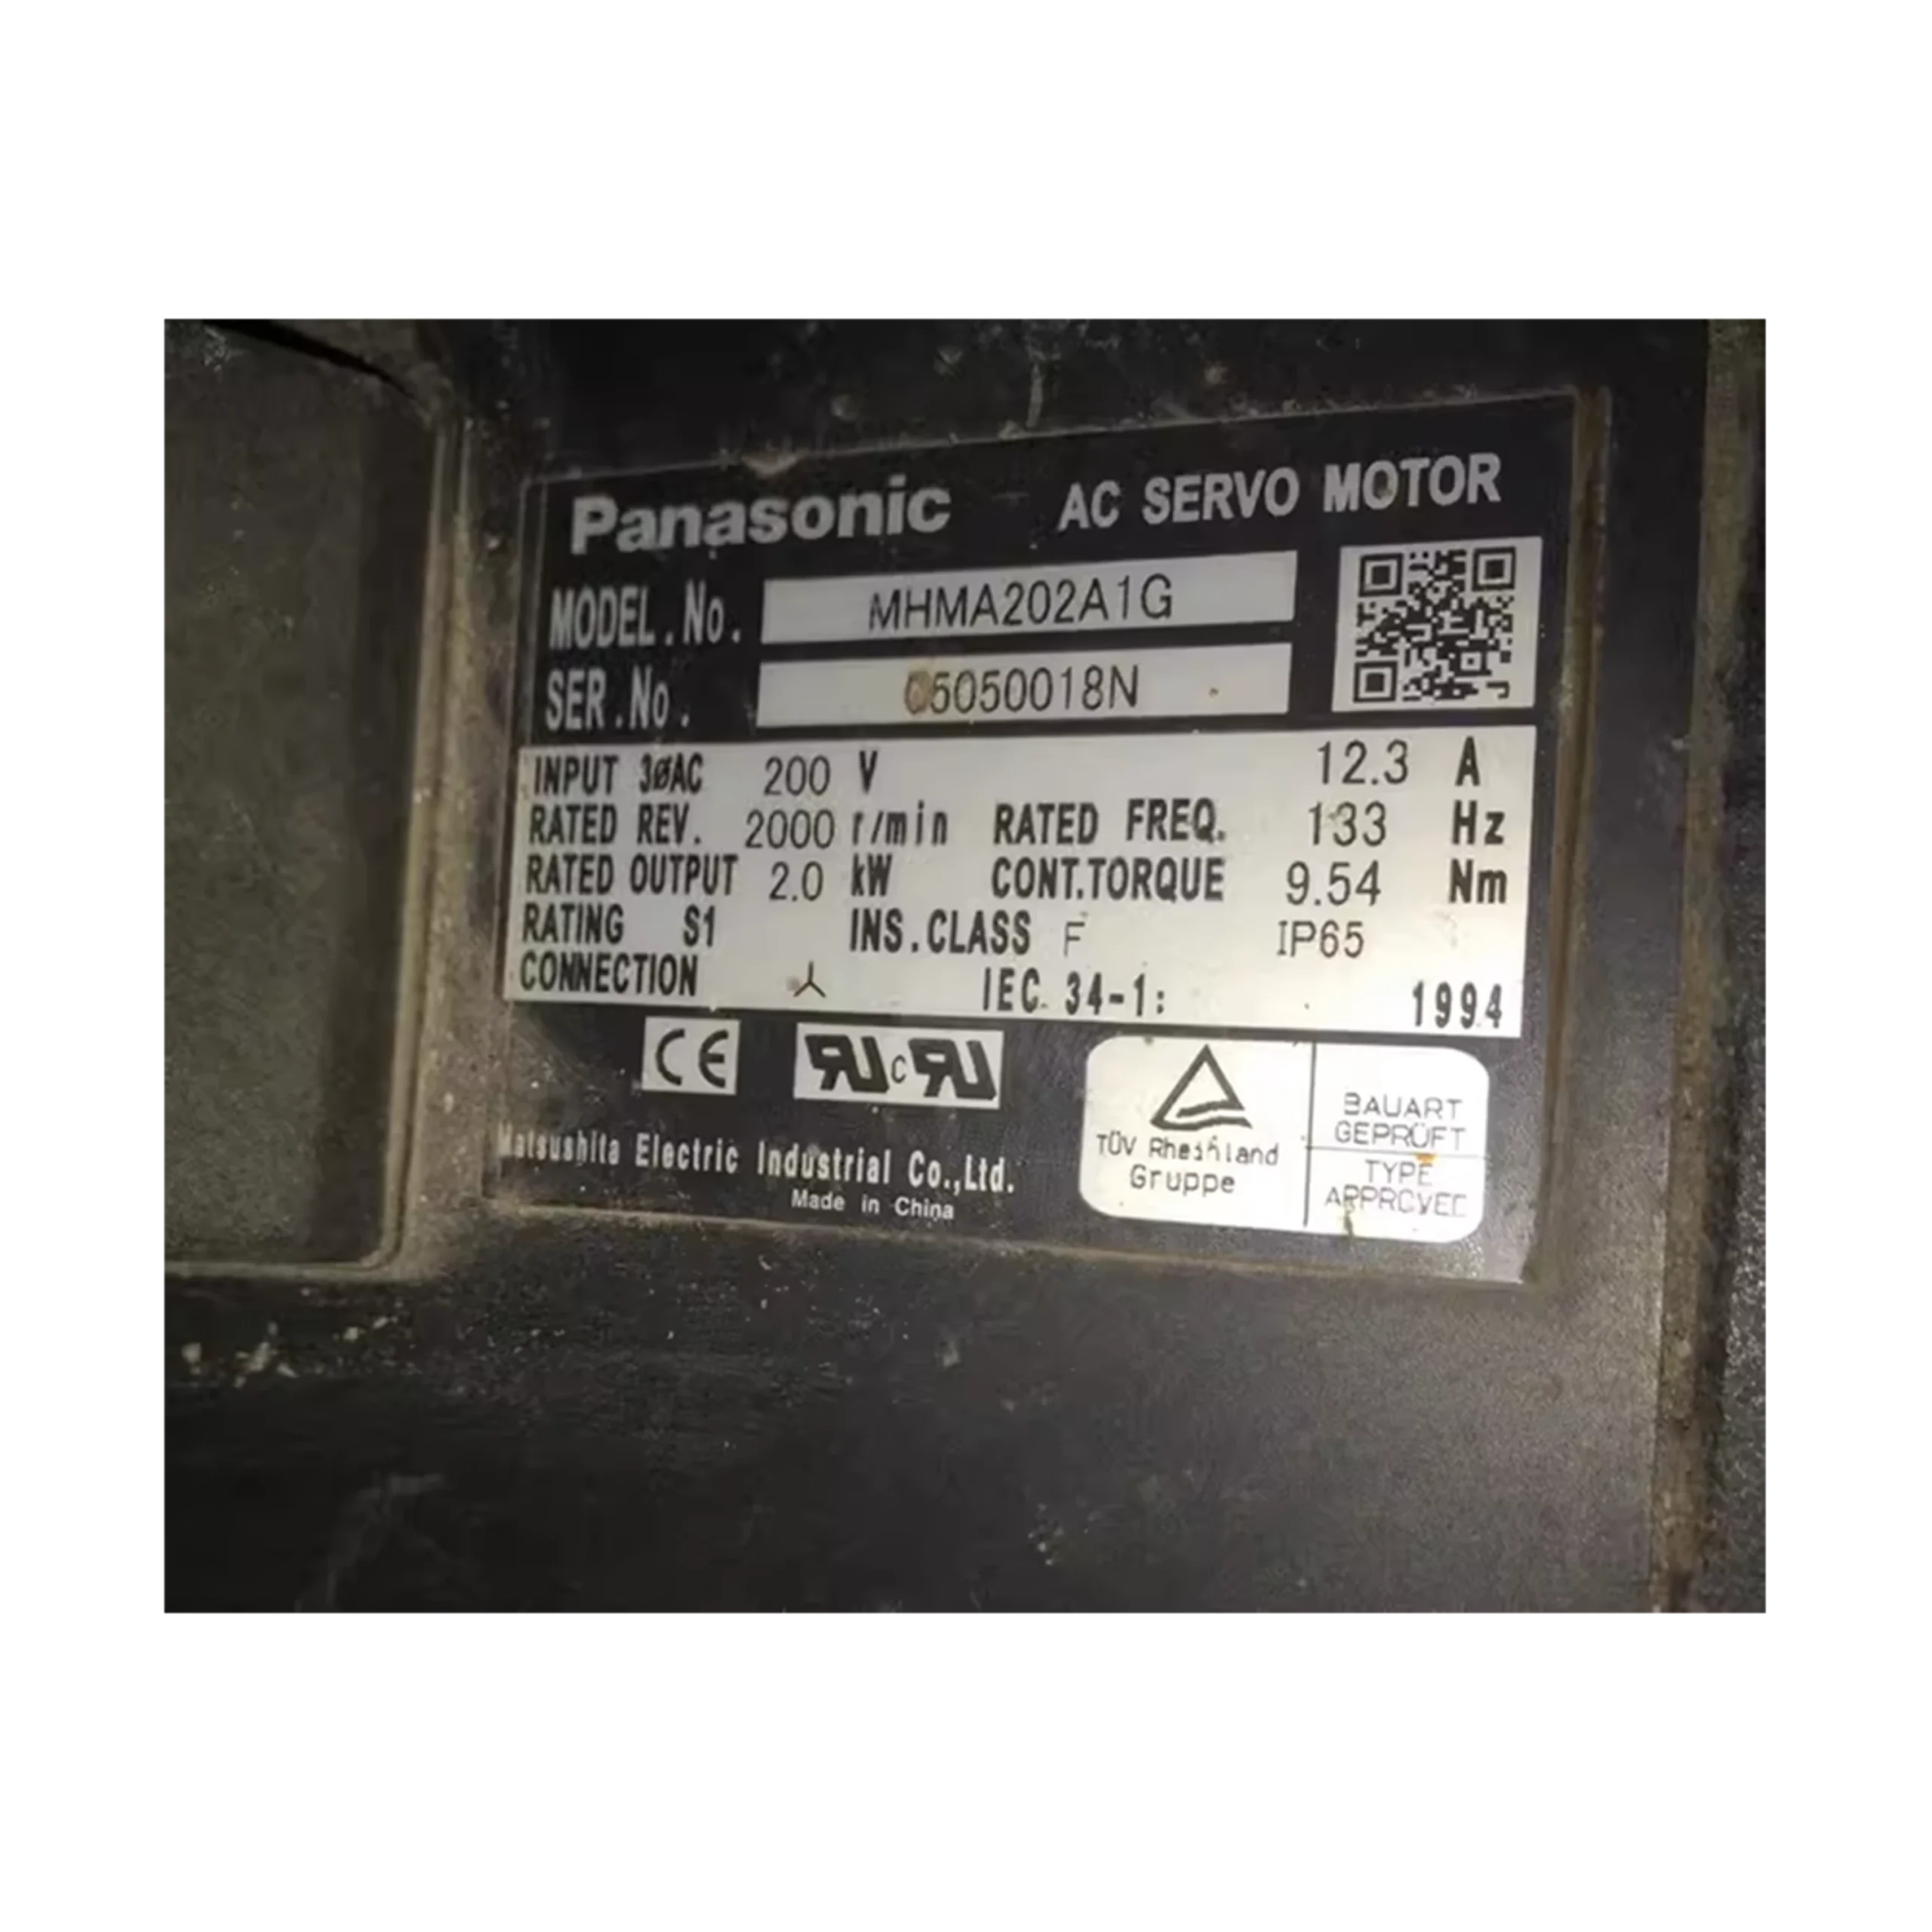 Panasonic AC SERVO MOTOR
MODEL.No. MHMA202A1G
SER.No. 05050018N
INPUT 3øAC 200 V 12.3 A
RATED REV. 2000 r/min RATED FREQ. 133 Hz
RATED OUTPUT 2.0 kW CONT.TORQUE 9.54 Nm
RATING S1 INS.CLASS F IP65
CONNECTION IEC 34-1: 1994
CE RU c RU
Matsushita Electric Industrial Co.,Ltd.
Made in China
TÜV Rheinland
Gruppe
BAUART
GEPRÜFT
TYPE
APPROVED